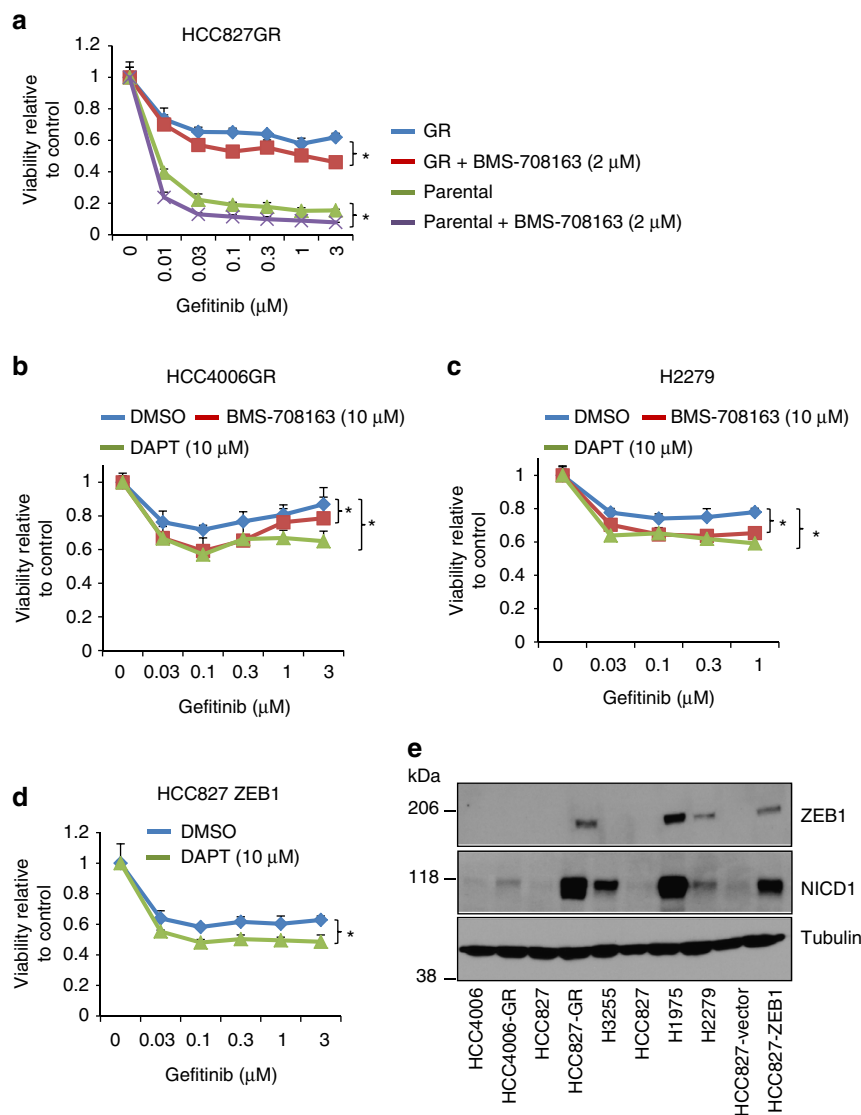 a
HCC827GR
Viability relative
to control
1.2
1
0.8
0.6
0.4
0.2
0
*
*
0
0.01
0.03
0.1
0.3
1
3
Gefitinib (μM)
GR
GR + BMS-708163 (2 μM)
Parental
Parental + BMS-708163 (2 μM)
b
HCC4006GR
DMSO BMS-708163 (10 μM)
DAPT (10 μM)
Viability relative
to control
1
0.8
0.6
0.4
0.2
0
*
*
0 0.03 0.1 0.3 1 3
Gefitinib (μM)
c
H2279
DMSO BMS-708163 (10 μM)
DAPT (10 μM)
Viability relative
to control
1
0.8
0.6
0.4
0.2
0
*
*
0 0.03 0.1 0.3 1
Gefitinib (μM)
d
HCC827 ZEB1
DMSO
DAPT (10 μM)
Viability relative
to control
1.2
1
0.8
0.6
0.4
0.2
0
*
0 0.03 0.1 0.3 1 3
Gefitinib (μM)
e
kDa
206
118
38
ZEB1
NICD1
Tubulin
HCC4006
HCC4006-GR
HCC827
HCC827-GR
H3255
HCC827
H1975
H2279
HCC827-vector
HCC827-ZEB1